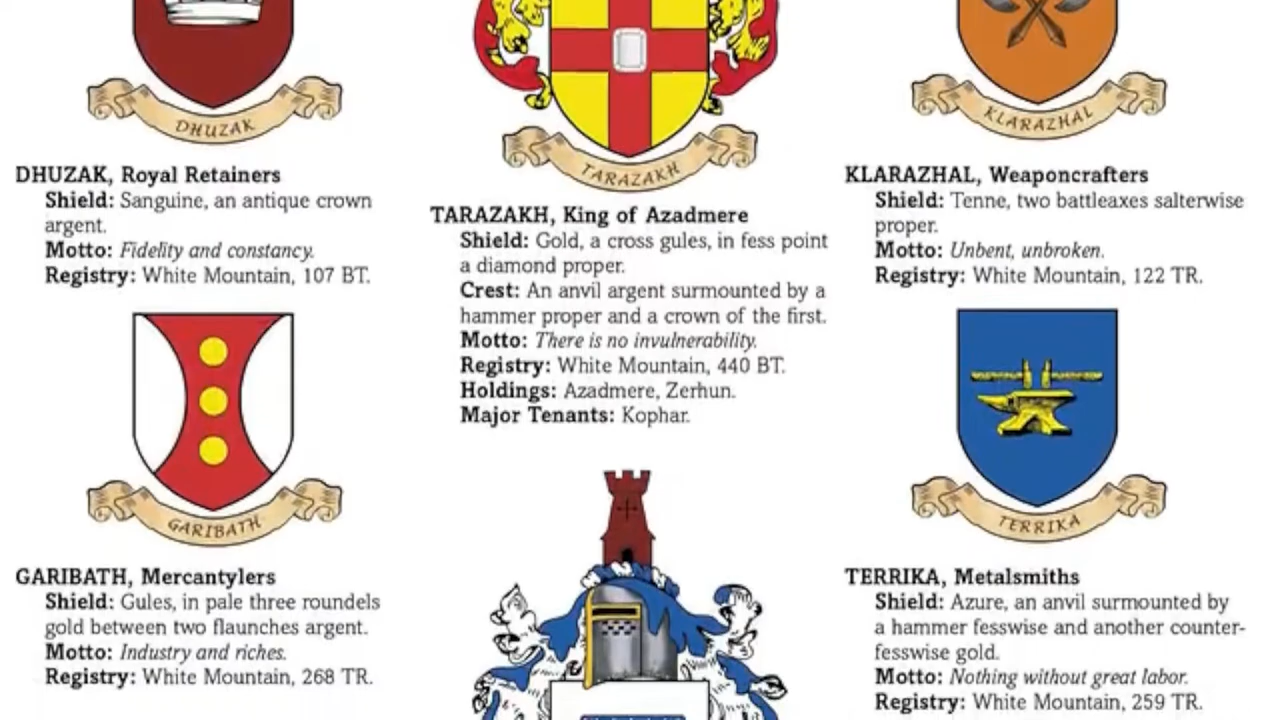 DHUZAK
DHUZAK, Royal Retainers
Shield: Sanguine, an antique crown
argent.
Motto: Fidelity and constancy.
Registry: White Mountain, 107 BT.
GARIBATH
GARIBATH, Mercantylers
Shield: Gules, in pale three roundels
gold between two flaunches argent.
Motto: Industry and riches.
Registry: White Mountain, 268 TR.
TARAZAKH
TARAZAKH, King of Azadmere
Shield: Gold, a cross gules, in fess point
a diamond proper.
Crest: An anvil argent surmounted by a
hammer proper and a crown of the first.
Motto: There is no invulnerability.
Registry: White Mountain, 440 BT.
Holdings: Azadmere, Zerhun.
Major Tenants: Kophar.
KLARAZHAL
KLARAZHAL, Weaponcrafters
Shield: Tenne, two battleaxes salterwise
proper.
Motto: Unbent, unbroken.
Registry: White Mountain, 122 TR.
TERRIKA
TERRIKA, Metalsmiths
Shield: Azure, an anvil surmounted by
a hammer fesswise and another counter-
fesswise gold.
Motto: Nothing without great labor.
Registry: White Mountain, 259 TR.